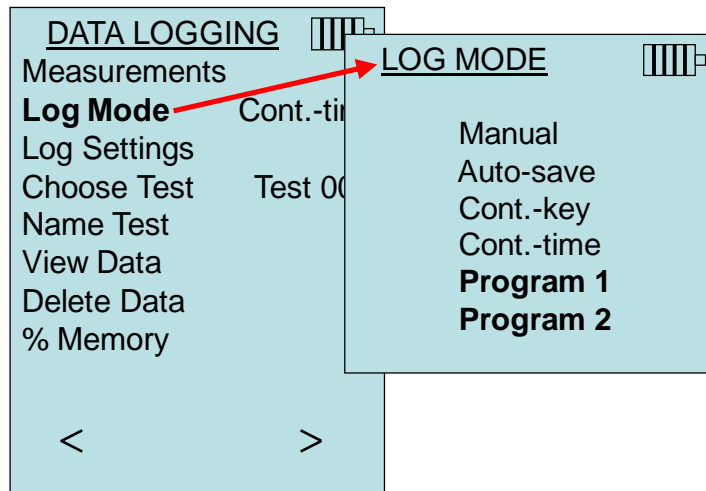 DATA LOGGING
Measurements
Log Mode
Log Settings
Choose Test Test
Name Test
View Data
Delete Data
% Memory
< >
LOG MODE
Manual
Auto-save
Cont.-key
Cont.-time
Program 1
Program 2